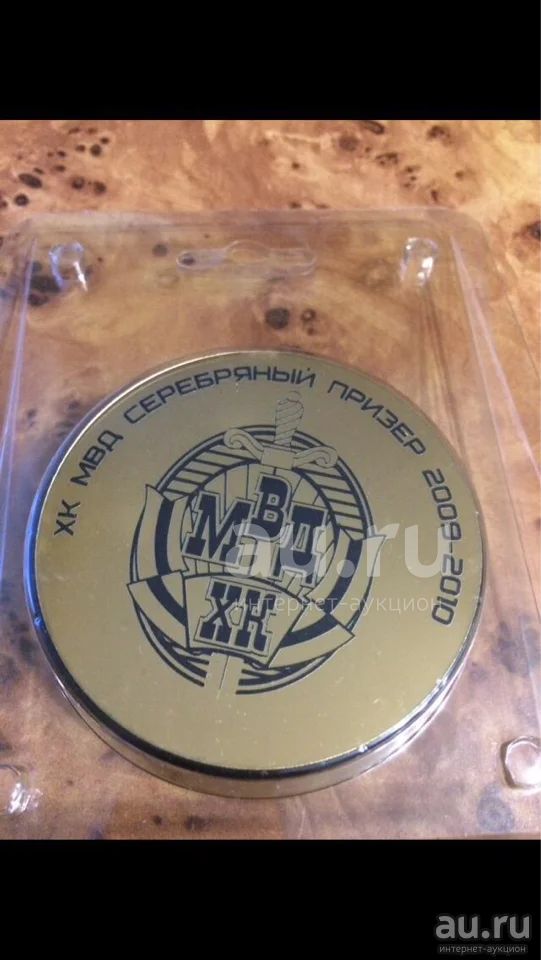 ХК МВД СЕРЕБРЯНЫЙ ПРИЗЕР 2009-2010
МВД
ХК
au.ru
интернет-аукцион
au.ru
интернет-аукцион